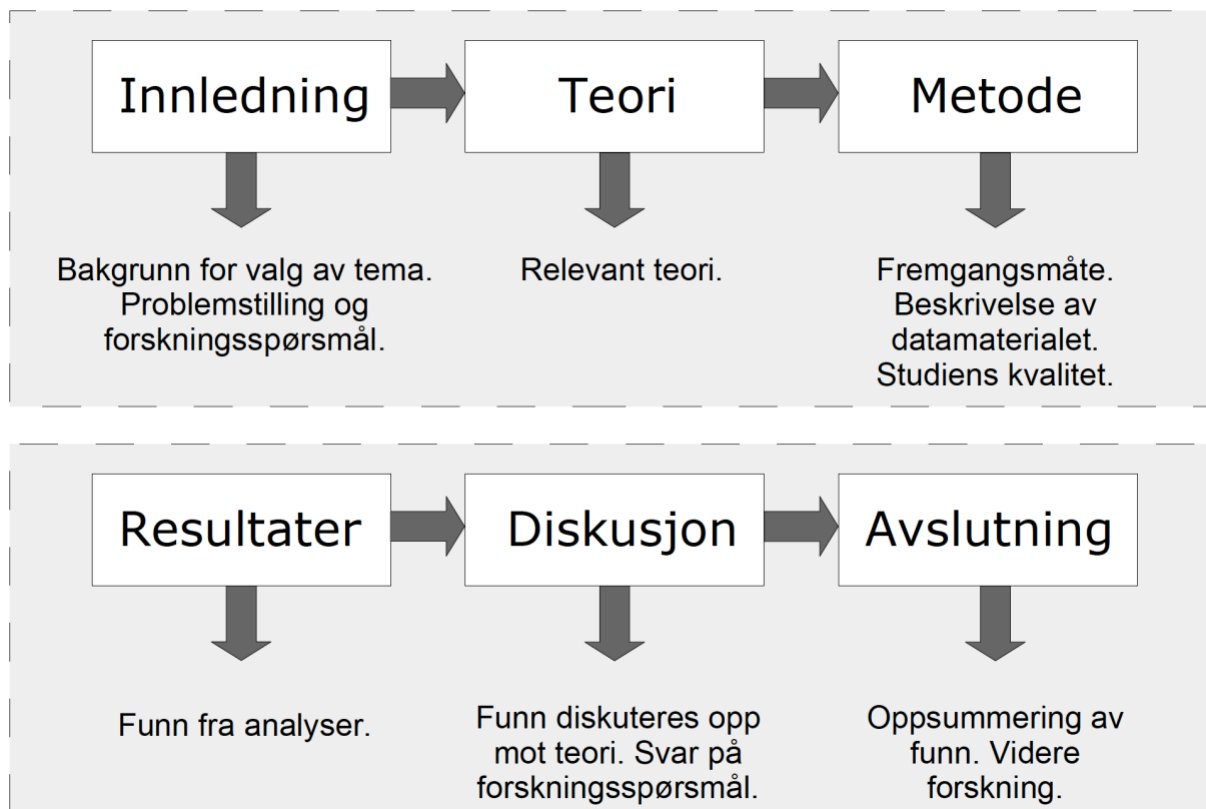 Innledning
Teori
Metode
Bakgrunn for valg av tema.
Problemstilling og
forskningsspørsmål.
Relevant teori.
Fremgangsmåte.
Beskrivelse av
datamaterialet.
Studiens kvalitet.
Resultater
Diskusjon
Avslutning
Funn fra analyser.
Funn diskuteres opp
mot teori. Svar på
forskningsspørsmål.
Oppsummering av
funn. Videre
forskning.